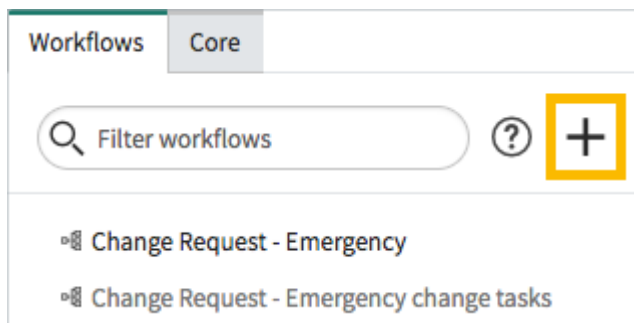 Workflows Core
Filter workflows
Change Request - Emergency
Change Request - Emergency change tasks